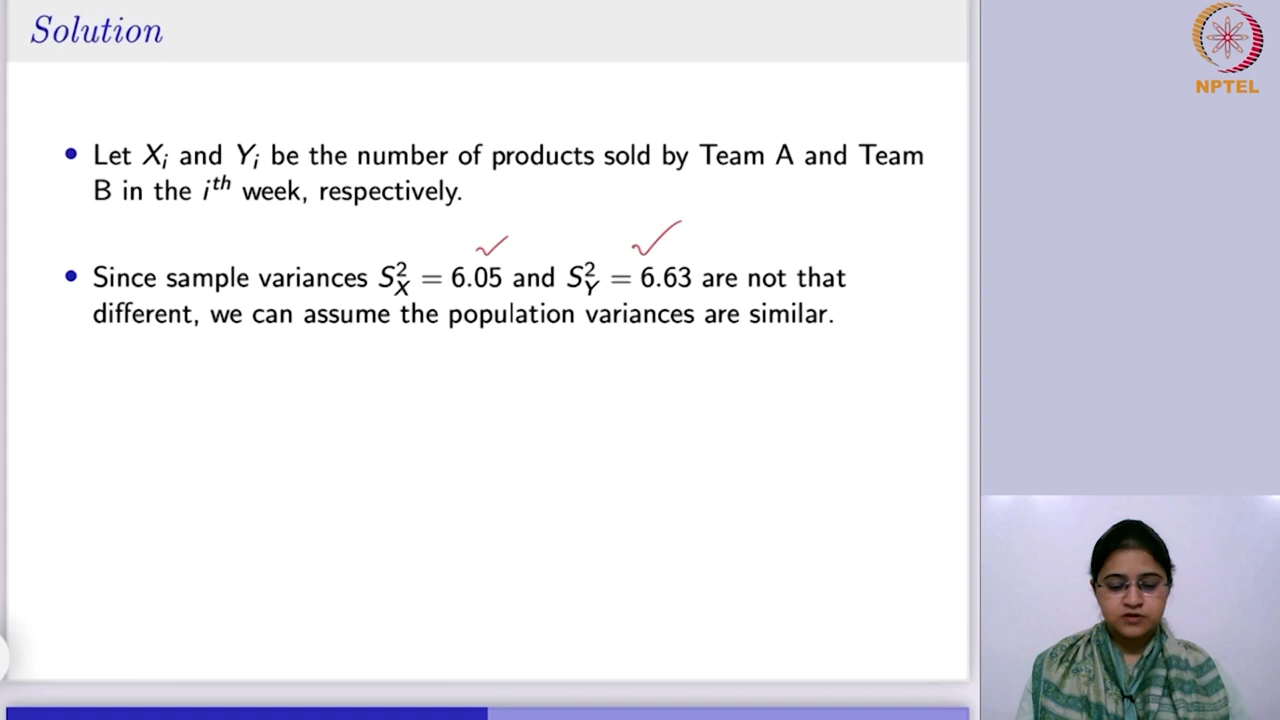 Solution
NPTEL
• Let X_i and Y_i be the number of products sold by Team A and Team
B in the i^{th} week, respectively.
• Since sample variances S_X^2 = 6.05 and S_Y^2 = 6.63 are not that
different, we can assume the population variances are similar.